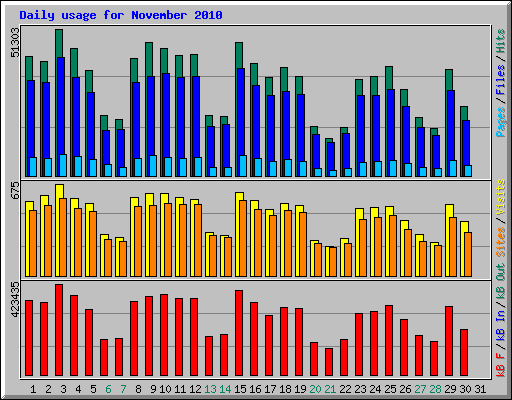 Daily usage for November 2010
51303
Pages / Files / Hits
675
Sites / Visits
423435
kB F / kB In / kB Out
1 2 3 4 5 6 7 8 9 10 11 12 13 14 15 16 17 18 19 20 21 22 23 24 25 26 27 28 29 30 31